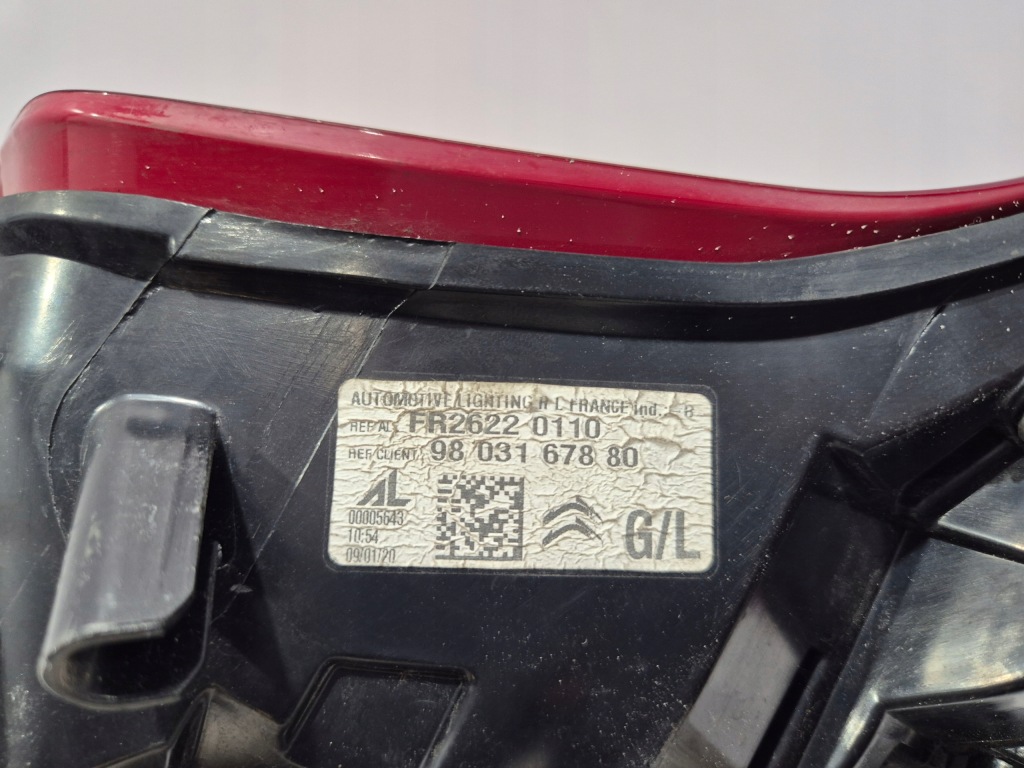 AUTOMOTIVE LIGHTING R L FRANCE Ind. B
REF AL FR2622 0110
REF CLIENT 98 031 678 80
AL
00005643
10:54
09/01/20
G/L